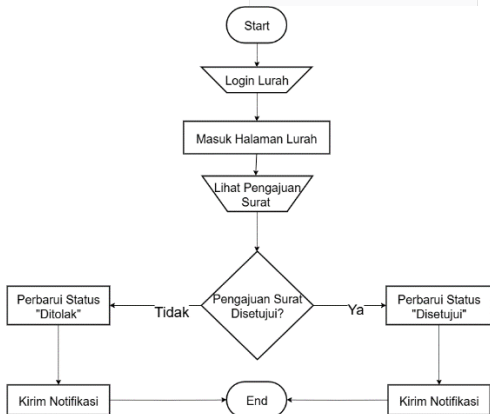 Start
Login Lurah
Masuk Halaman Lurah
Lihat Pengajuan
Surat
Pengajuan Surat
Disetujui?
Tidak
Ya
Perbarui Status
"Ditolak"
Perbarui Status
"Disetujui"
Kirim Notifikasi
End
Kirim Notifikasi